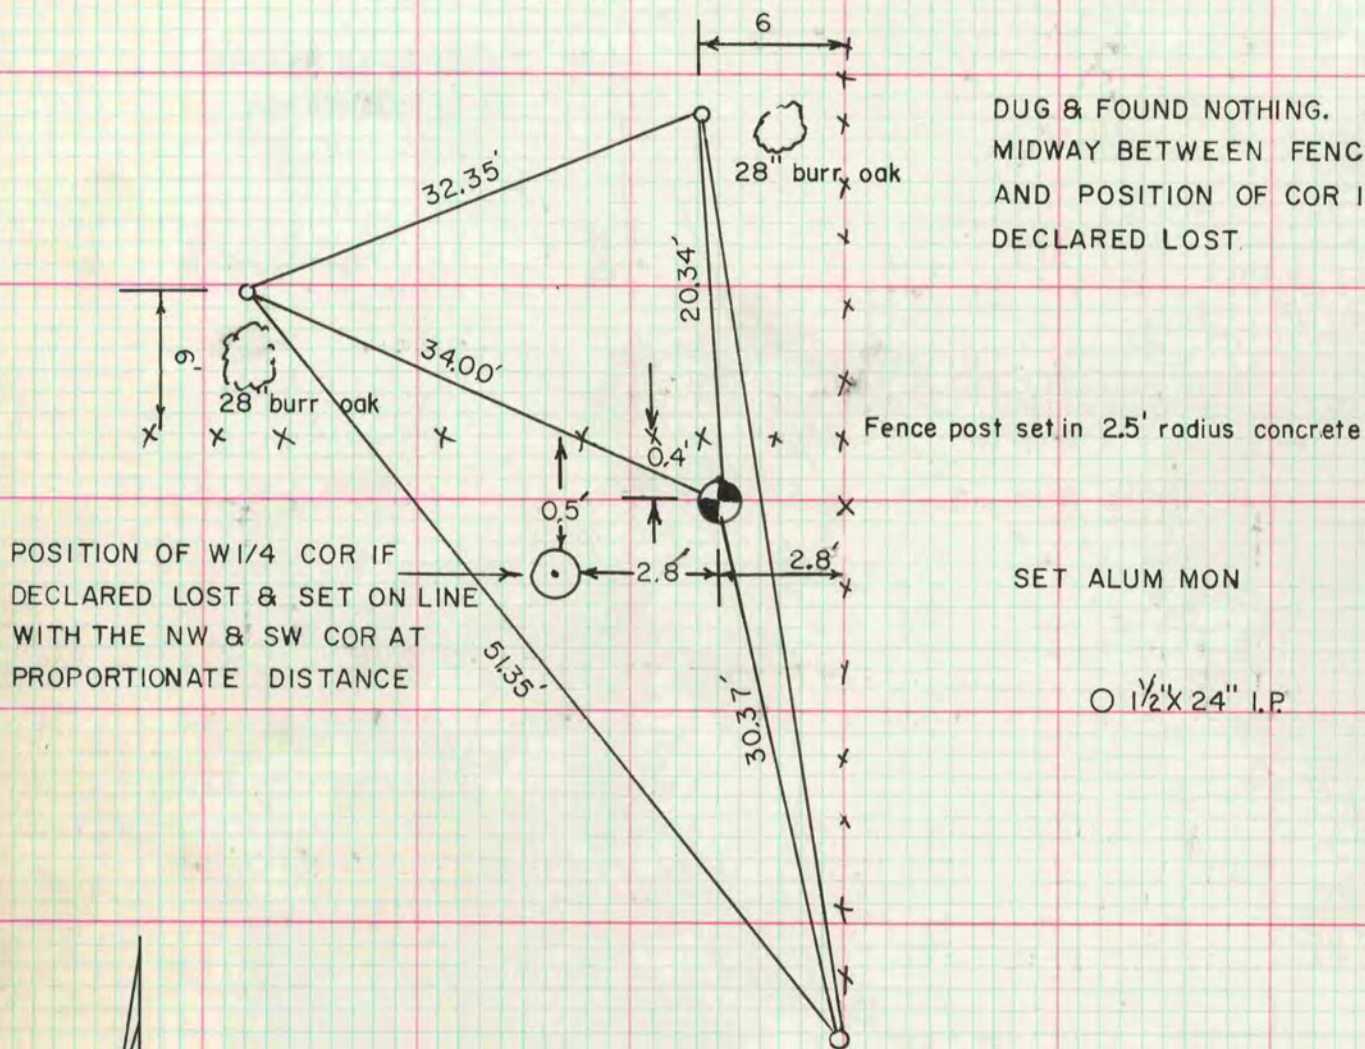 6
DUG & FOUND NOTHING.
MIDWAY BETWEEN FENC
AND POSITION OF COR I
DECLARED LOST.
28" burr oak
32.35'
20.34'
6
28" burr oak
34.00'
0.4'
Fence post set in 2.5' radius concrete
0.5'
POSITION OF W1/4 COR IF
DECLARED LOST & SET ON LINE
WITH THE NW & SW COR AT
PROPORTIONATE DISTANCE
2.8'
2.8'
SET ALUM MON
51.35'
30.37'
O 1½"X 24" I.P.